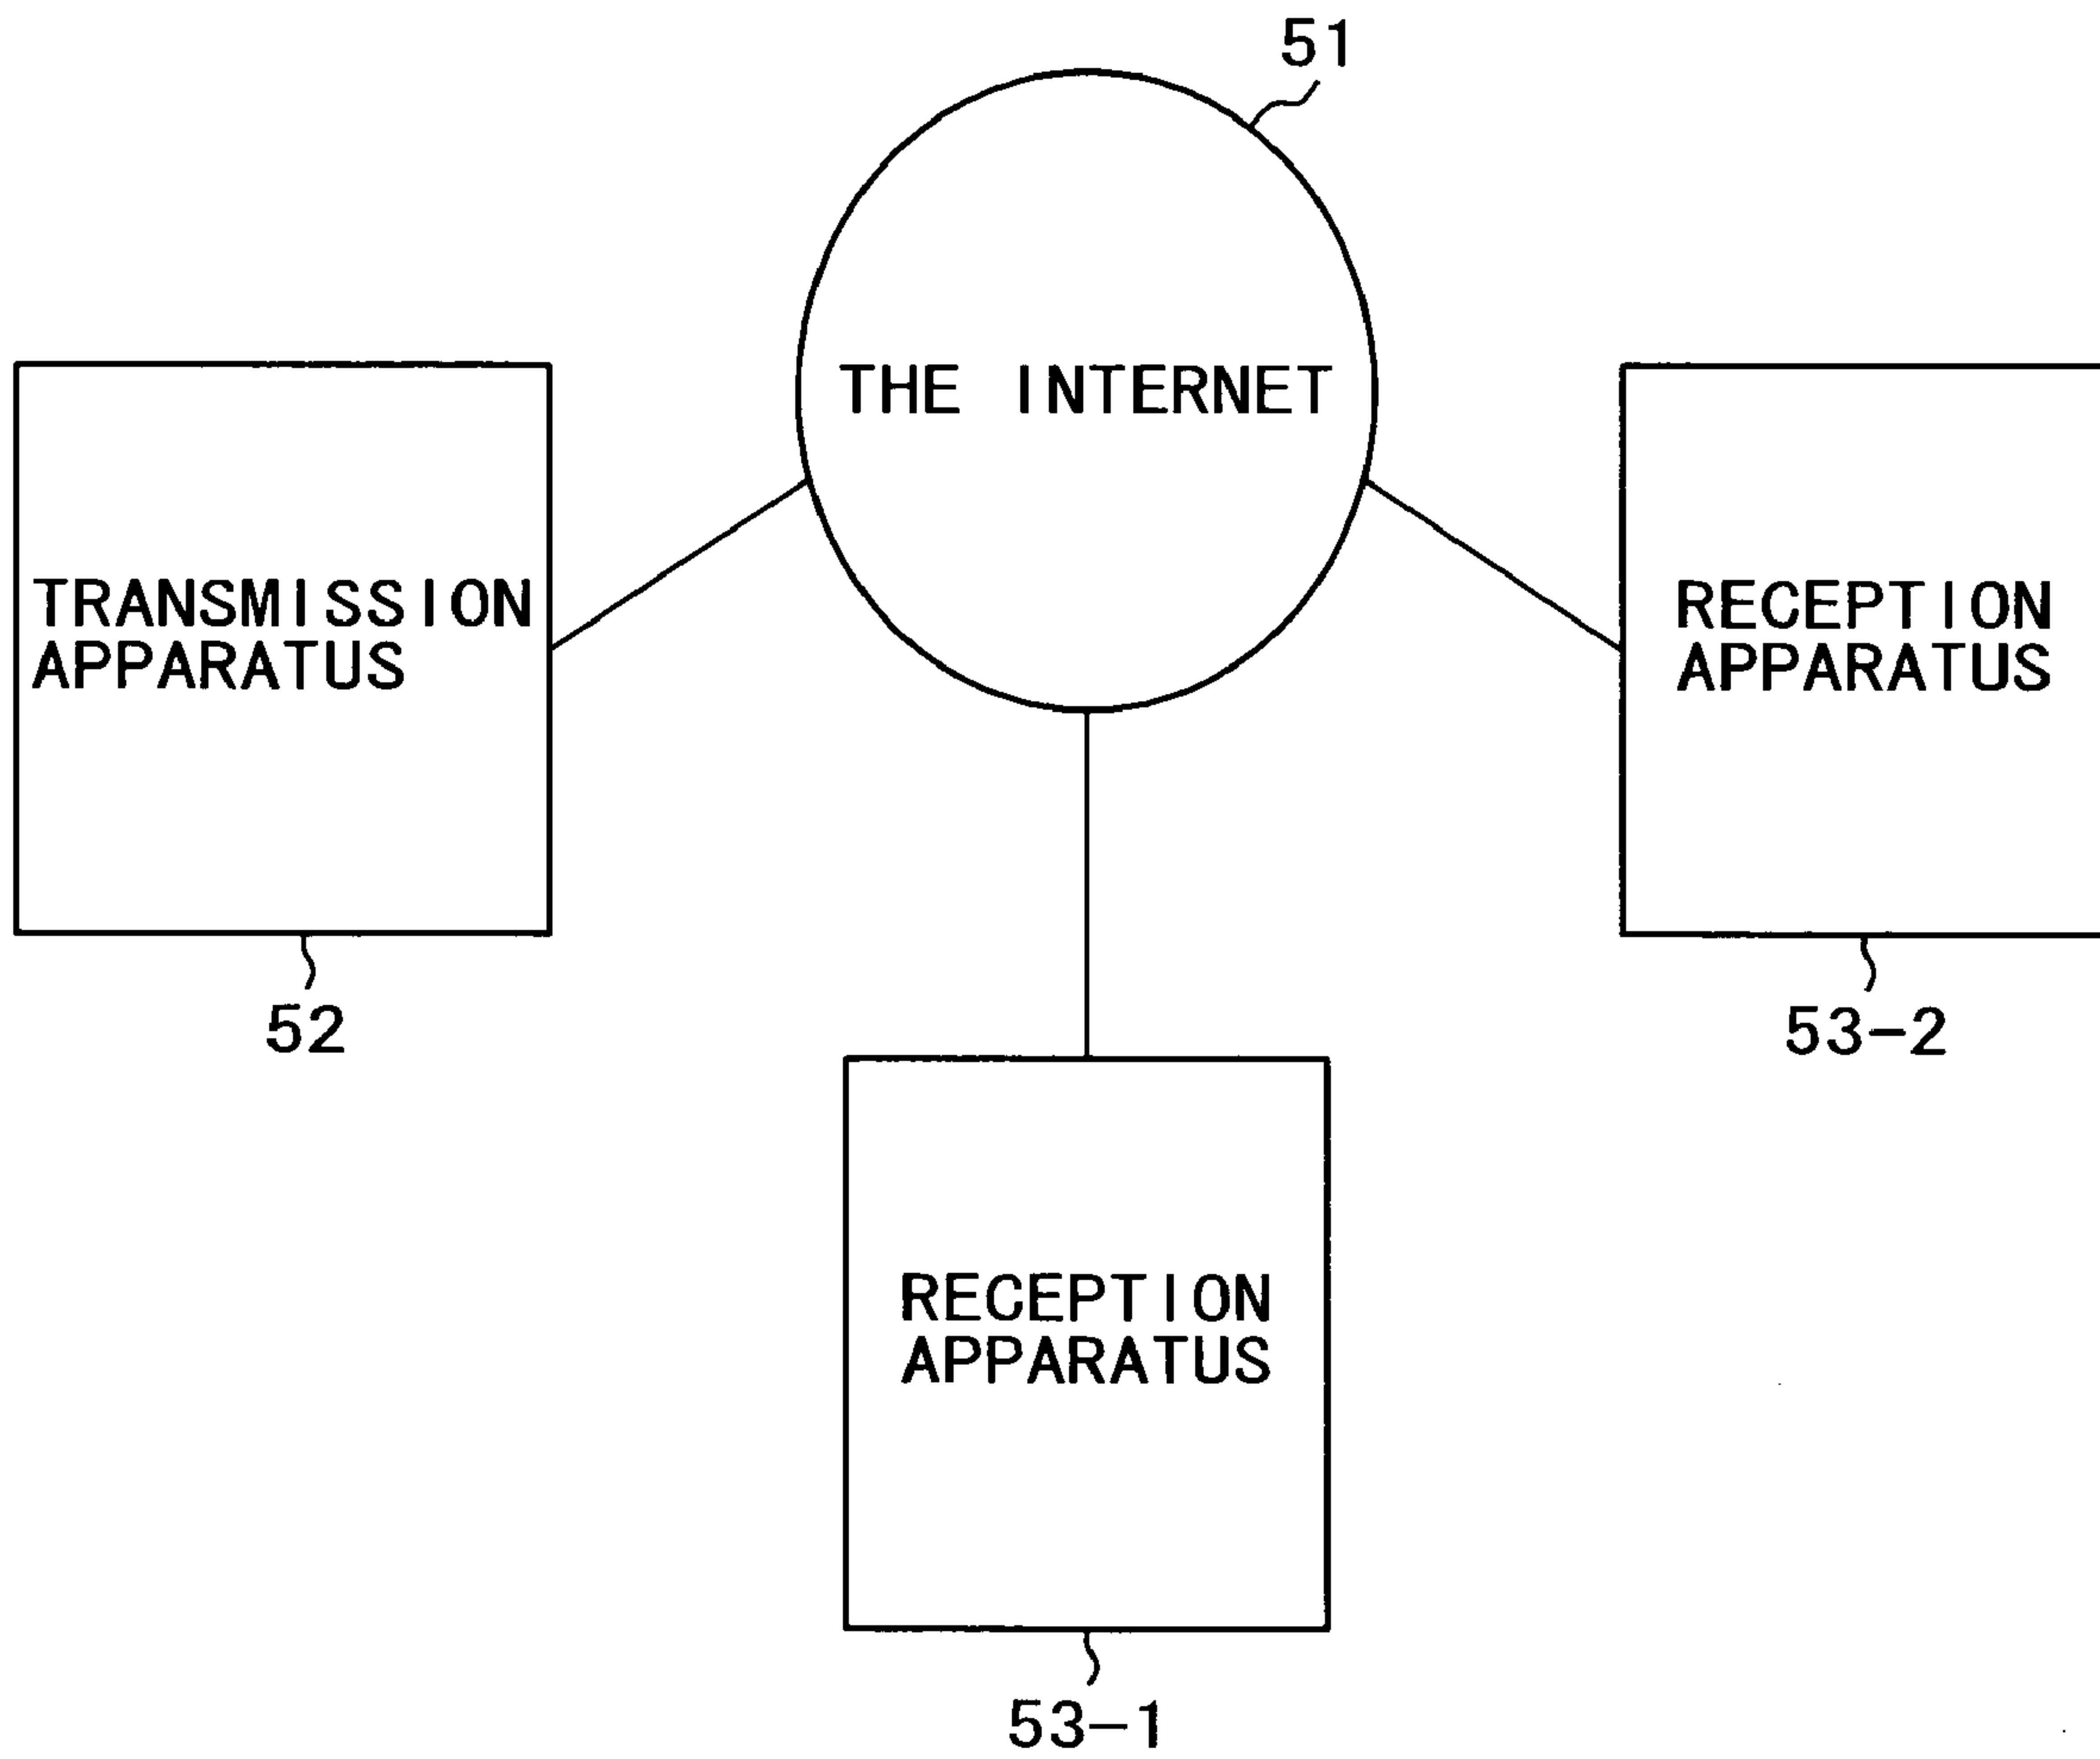 51
THE INTERNET
TRANSMISSION
APPARATUS
RECEPTION
APPARATUS
52
53-2
RECEPTION
APPARATUS
53-1